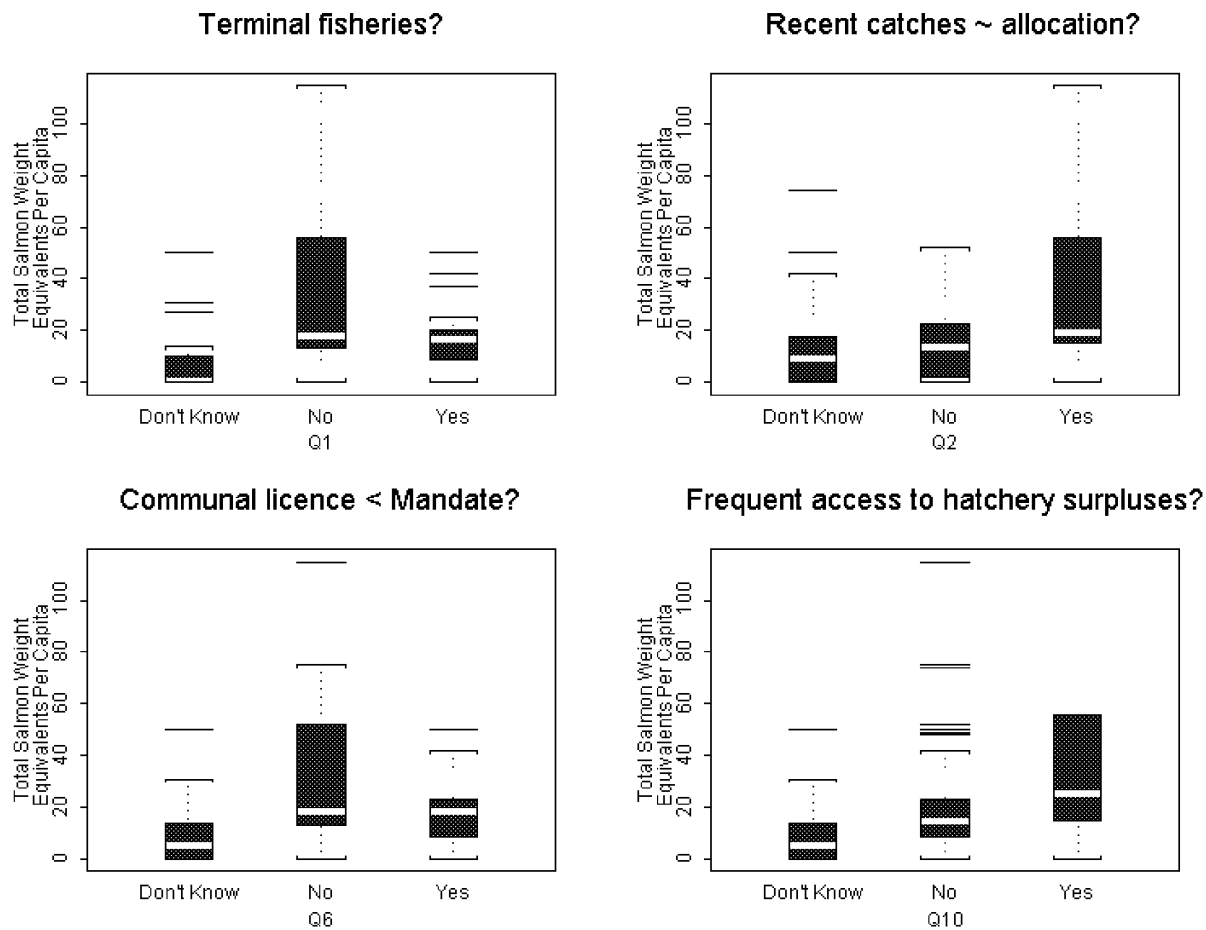 Terminal fisheries?
Total Salmon Weight
Equivalents Per Capita
0 20 40 60 80 100
Don't Know No Yes
Q1
Recent catches ~ allocation?
Total Salmon Weight
Equivalents Per Capita
0 20 40 60 80 100
Don't Know No Yes
Q2
Communal licence < Mandate?
Total Salmon Weight
Equivalents Per Capita
0 20 40 60 80 100
Don't Know No Yes
Q6
Frequent access to hatchery surpluses?
Total Salmon Weight
Equivalents Per Capita
0 20 40 60 80 100
Don't Know No Yes
Q10